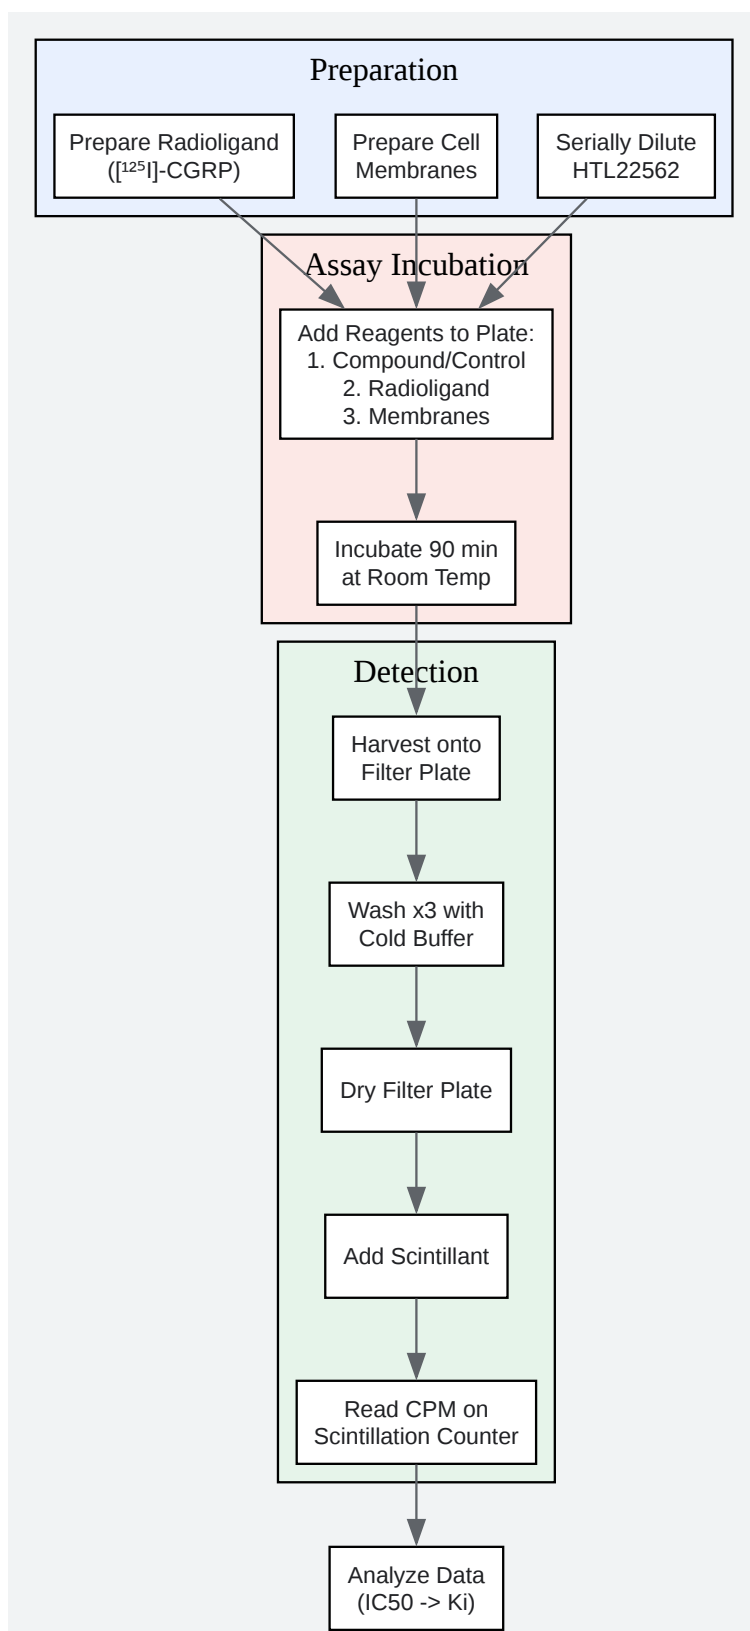 Preparation
Prepare Radioligand
([¹²⁵I]-CGRP)
Prepare Cell
Membranes
Serially Dilute
HTL22562
Assay Incubation
Add Reagents to Plate:
1. Compound/Control
2. Radioligand
3. Membranes
Incubate 90 min
at Room Temp
Detection
Harvest onto
Filter Plate
Wash x3 with
Cold Buffer
Dry Filter Plate
Add Scintillant
Read CPM on
Scintillation Counter
Analyze Data
(IC50 -> Ki)